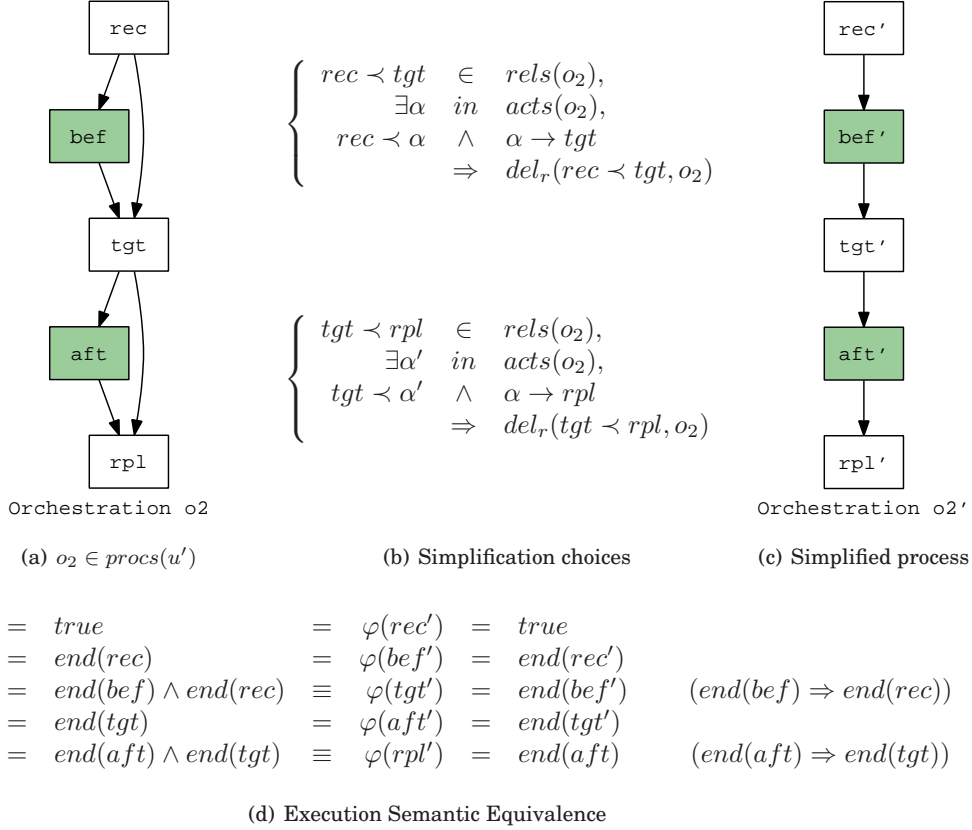 rec
bef
tgt
aft
rpl
Orchestration o2
(a) o₂ ∈ procs(u′)
rec ≺ tgt ∈ rels(o₂),
∃α in acts(o₂),
rec ≺ α ∧ α → tgt
⇒ del_r(rec ≺ tgt, o₂)
tgt ≺ rpl ∈ rels(o₂),
∃α′ in acts(o₂),
tgt ≺ α′ ∧ α → rpl
⇒ del_r(tgt ≺ rpl, o₂)
(b) Simplification choices
rec′
bef′
tgt′
aft′
rpl′
Orchestration o2′
(c) Simplified process
= true = φ(rec′) = true
= end(rec) = φ(bef′) = end(rec′)
= end(bef) ∧ end(rec) ≡ φ(tgt′) = end(bef′) (end(bef) ⇒ end(rec))
= end(tgt) = φ(aft′) = end(tgt′)
= end(aft) ∧ end(tgt) ≡ φ(rpl′) = end(aft) (end(aft) ⇒ end(tgt))
(d) Execution Semantic Equivalence